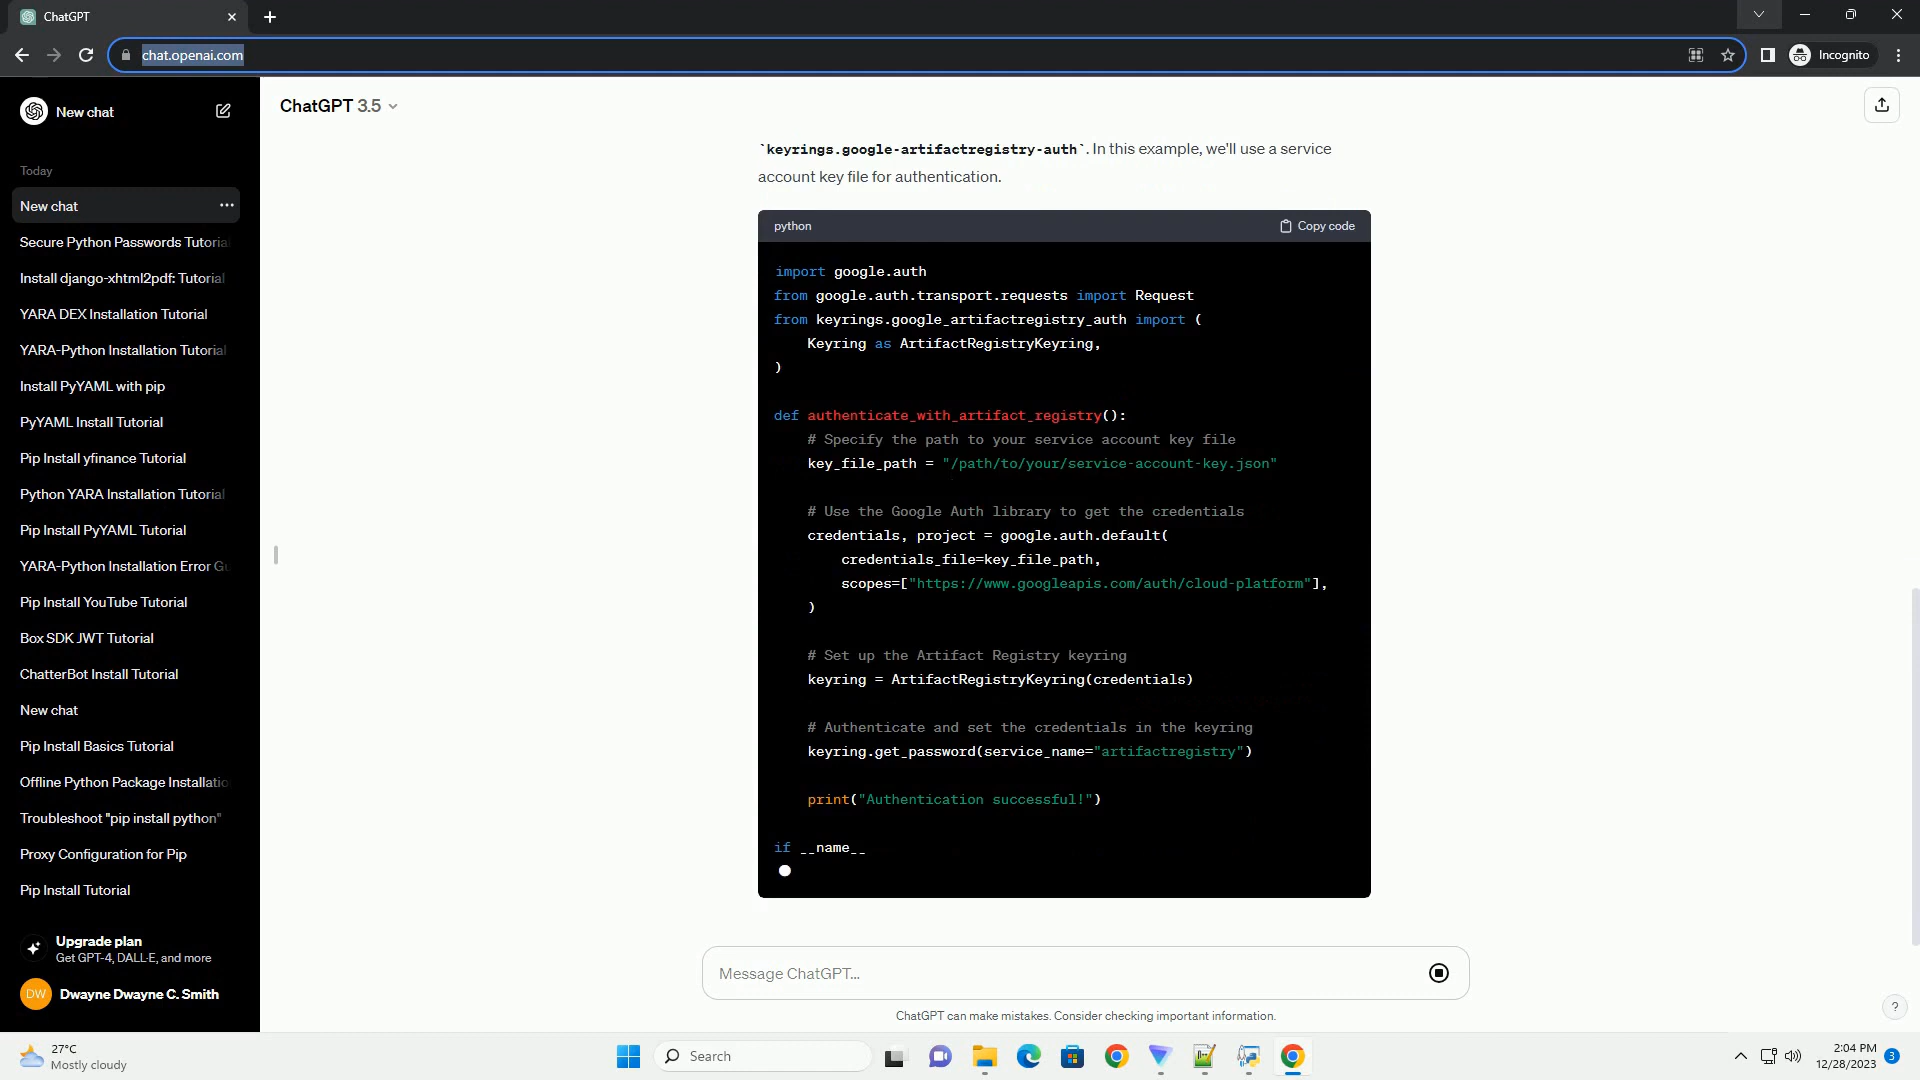 ChatGPT
chat.openai.com
Incognito
New chat
Today
New chat
Secure Python Passwords Tutoria
Install django-xhtml2pdf: Tutorial
YARA DEX Installation Tutorial
YARA-Python Installation Tutorial
Install PyYAML with pip
PyYAML Install Tutorial
Pip Install yfinance Tutorial
Python YARA Installation Tutorial
Pip Install PyYAML Tutorial
YARA-Python Installation Error Gu
Pip Install YouTube Tutorial
Box SDK JWT Tutorial
ChatterBot Install Tutorial
New chat
Pip Install Basics Tutorial
Offline Python Package Installatio
Troubleshoot "pip install python"
Proxy Configuration for Pip
Pip Install Tutorial
Upgrade plan
Get GPT-4, DALL·E, and more
DW Dwayne Dwayne C. Smith
ChatGPT 3.5
`keyrings.google-artifactregistry-auth`. In this example, we'll use a service
account key file for authentication.
python Copy code
import google.auth
from google.auth.transport.requests import Request
from keyrings.google_artifactregistry_auth import (
    Keyring as ArtifactRegistryKeyring,
)
def authenticate_with_artifact_registry():
    # Specify the path to your service account key file
    key_file_path = "/path/to/your/service-account-key.json"
    # Use the Google Auth library to get the credentials
    credentials, project = google.auth.default(
        credentials_file=key_file_path,
        scopes=["https://www.googleapis.com/auth/cloud-platform"],
    )
    # Set up the Artifact Registry keyring
    keyring = ArtifactRegistryKeyring(credentials)
    # Authenticate and set the credentials in the keyring
    keyring.get_password(service_name="artifactregistry")
    print("Authentication successful!")
if __name__
Message ChatGPT...
ChatGPT can make mistakes. Consider checking important information.
?
27°C
Mostly cloudy
Search
2:04 PM
12/28/2023
3